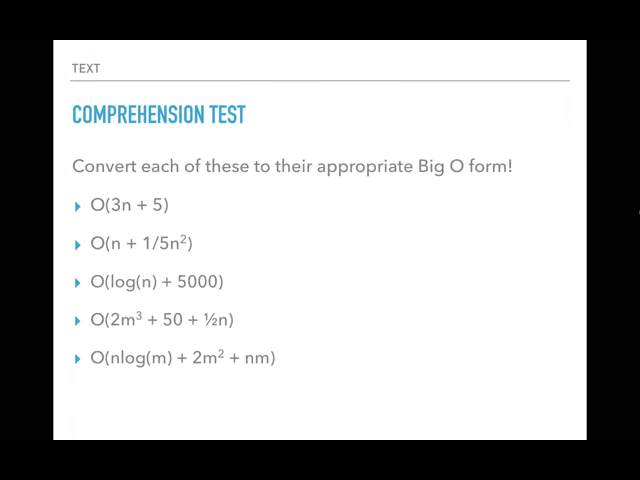 TEXT
COMPREHENSION TEST
Convert each of these to their appropriate Big O form!
▸ O(3n + 5)
▸ O(n + 1/5n²)
▸ O(log(n) + 5000)
▸ O(2m³ + 50 + ½n)
▸ O(nlog(m) + 2m² + nm)